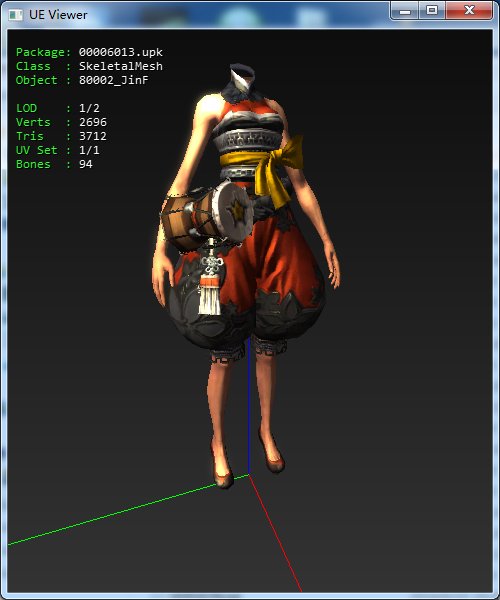 UE Viewer
Package: 00006013.upk
Class : SkeletalMesh
Object : 80002_JinF
LOD : 1/2
Verts : 2696
Tris : 3712
UV Set : 1/1
Bones : 94